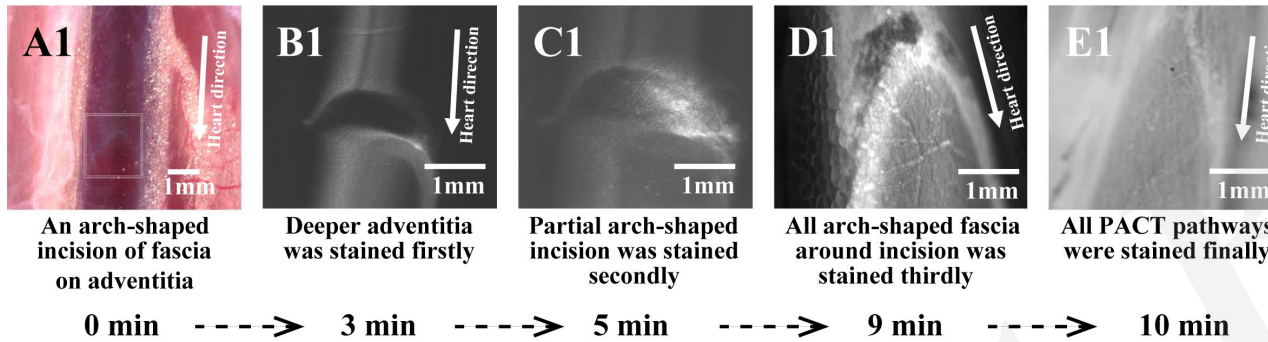 A1
Heart direction
1mm
B1
Heart direction
1mm
C1
1mm
D1
Heart direction
1mm
E1
Heart direction
1mm
An arch-shaped
incision of fascia
on adventitia
Deeper adventitia
was stained firstly
Partial arch-shaped
incision was stained
secondly
All arch-shaped fascia
around incision was
stained thirdly
All PACT pathways
were stained finally
0 min
3 min
5 min
9 min
10 min